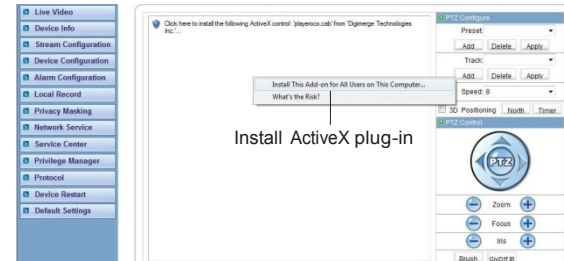 Live Video
Device Info
Stream Configuration
Device Configuration
Alarm Configuration
Local Record
Privacy Masking
Network Service
Service Center
Privilege Manager
Protocol
Device Restart
Default Settings
Click here to install the following ActiveX control: 'playerocx.cab' from 'Digimerge Technologies
Inc.'...
Install This Add-on for All Users on This Computer...
What's the Risk?
Install ActiveX plug-in
PTZ Configure
Preset:
Add Delete Apply
Track:
Add Delete Apply
Speed: 8
3D Positioning North Timer
PTZ Control
PTZ
Zoom
Focus
Iris
Brush On/Off IR